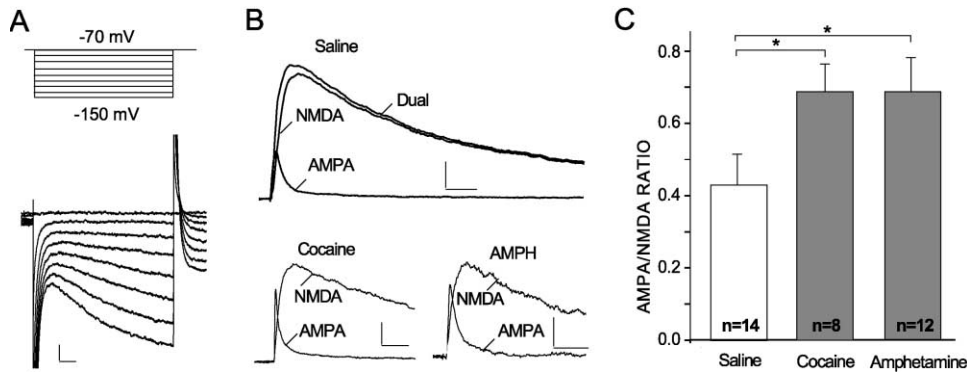 A
-70 mV
-150 mV
B
Saline
Dual
NMDA
AMPA
Cocaine
NMDA
AMPA
AMPH
NMDA
AMPA
C
AMPA/NMDA RATIO
0.8
0.6
0.4
0.2
0.0
*
*
n=14
n=8
n=12
Saline
Cocaine
Amphetamine